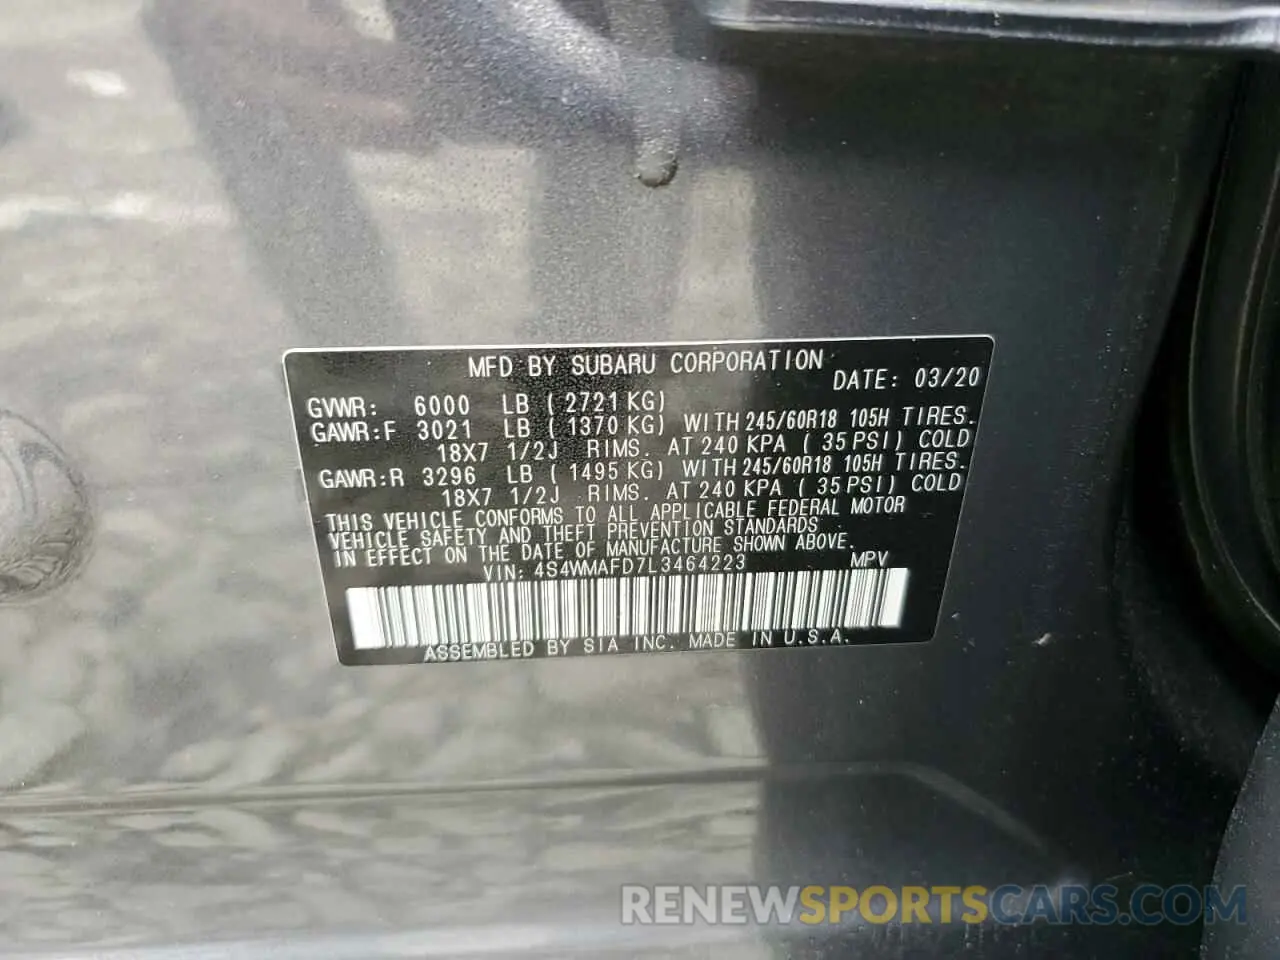 MFD BY SUBARU CORPORATION
DATE: 03/20
GVWR: 6000 LB ( 2721 KG)
GAWR:F 3021 LB ( 1370 KG) WITH 245/60R18 105H TIRES.
18X7 1/2J RIMS. AT 240 KPA ( 35 PSI) COLD
GAWR:R 3296 LB ( 1495 KG) WITH 245/60R18 105H TIRES.
18X7 1/2J RIMS. AT 240 KPA ( 35 PSI) COLD
THIS VEHICLE CONFORMS TO ALL APPLICABLE FEDERAL MOTOR
VEHICLE SAFETY AND THEFT PREVENTION STANDARDS
IN EFFECT ON THE DATE OF MANUFACTURE SHOWN ABOVE.
VIN: 4S4WMAFD7L3464223 MPV
ASSEMBLED BY SIA INC. MADE IN U.S.A.
RENEWSPORTSCARS.COM